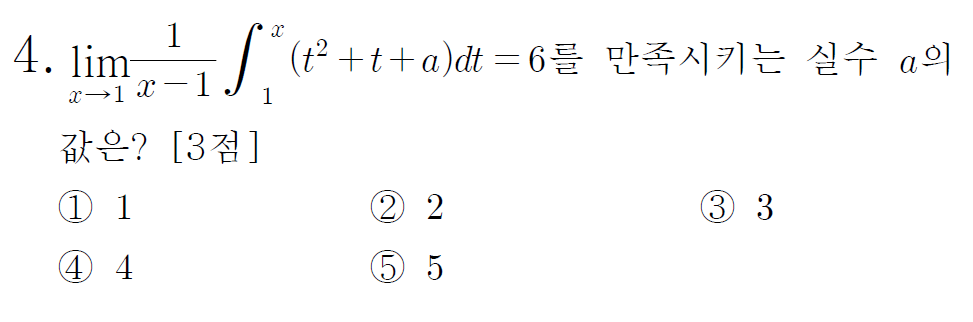 4. $\lim_{x \to 1} \frac{1}{x-1} \int_{1}^{x} (t^2+t+a)dt = 6$를 만족시키는 실수 $a$의
값은? [3점]
① 1 ② 2 ③ 3
④ 4 ⑤ 5